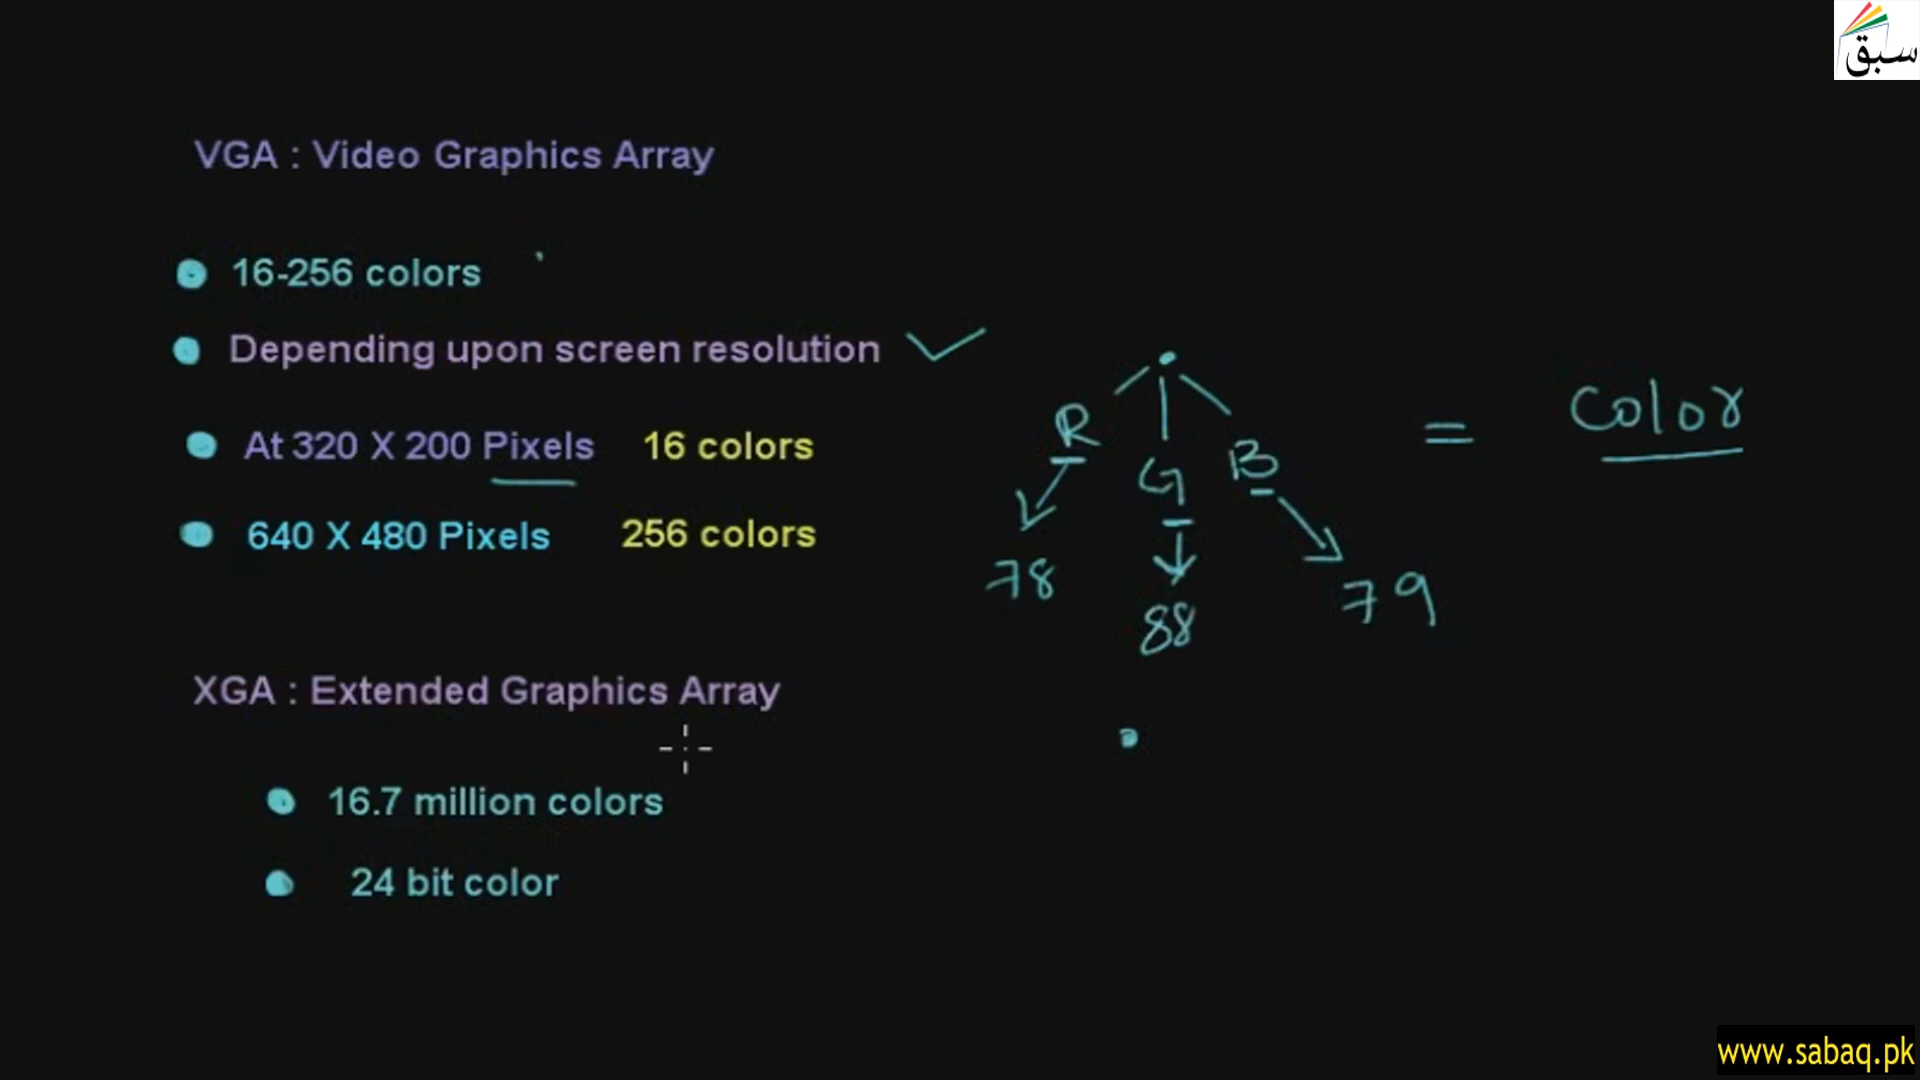 سبق
VGA : Video Graphics Array
16-256 colors
Depending upon screen resolution
At 320 X 200 Pixels 16 colors
640 X 480 Pixels 256 colors
R G B = Color
78 88 79
XGA : Extended Graphics Array
16.7 million colors
24 bit color
www.sabaq.pk